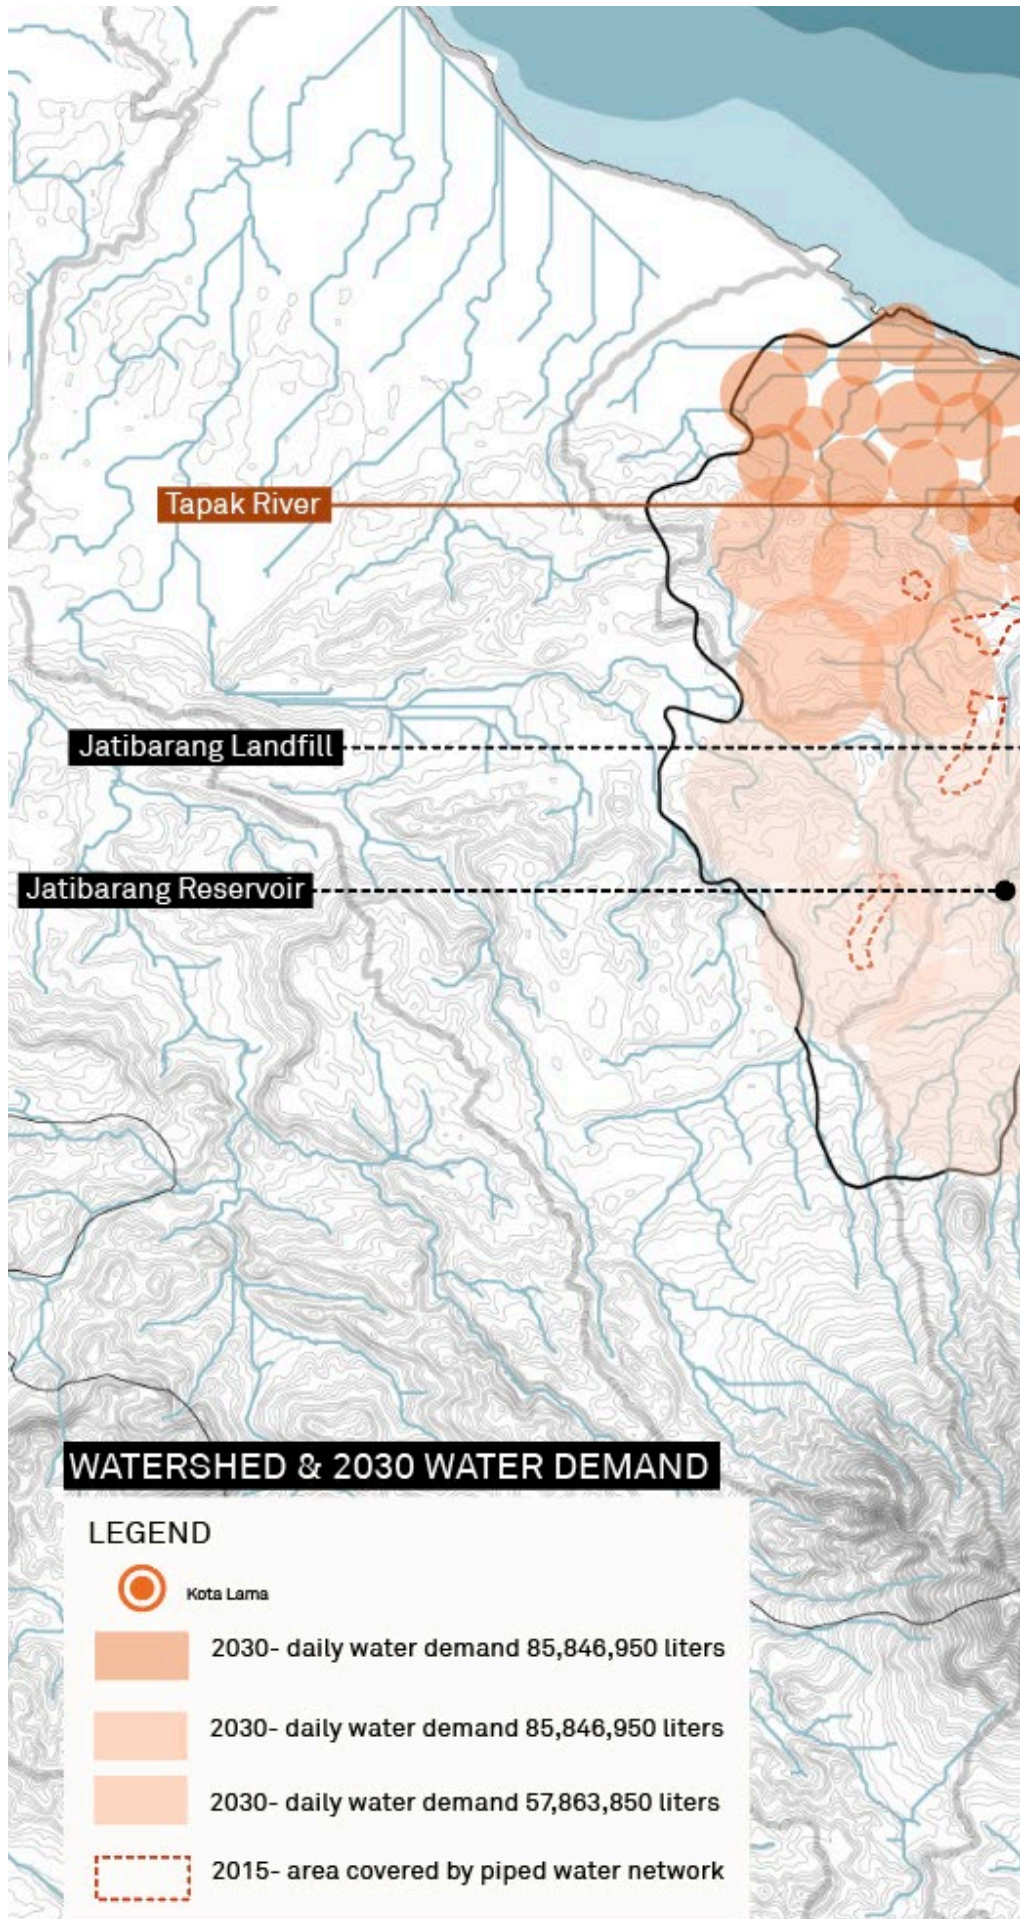 Tapak River
Jatibarang Landfill
Jatibarang Reservoir
WATERSHED & 2030 WATER DEMAND
LEGEND
Kota Lama
2030- daily water demand 85,846,950 liters
2030- daily water demand 85,846,950 liters
2030- daily water demand 57,863,850 liters
2015- area covered by piped water network